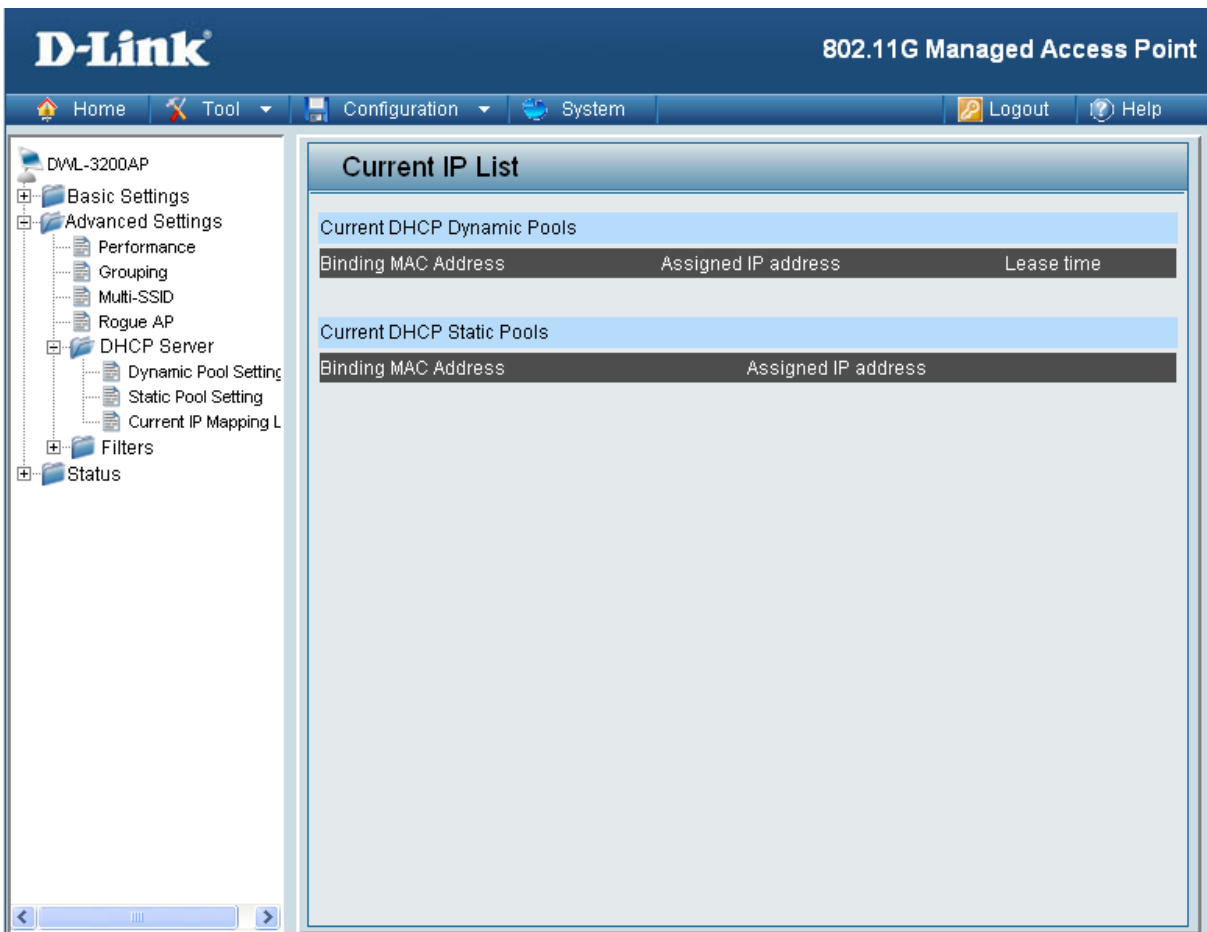 D-Link
802.11G Managed Access Point
Home Tool Configuration System Logout Help
DWL-3200AP
Basic Settings
Advanced Settings
Performance
Grouping
Multi-SSID
Rogue AP
DHCP Server
Dynamic Pool Setting
Static Pool Setting
Current IP Mapping L
Filters
Status
Current IP List
Current DHCP Dynamic Pools
Binding MAC Address Assigned IP address Lease time
Current DHCP Static Pools
Binding MAC Address Assigned IP address